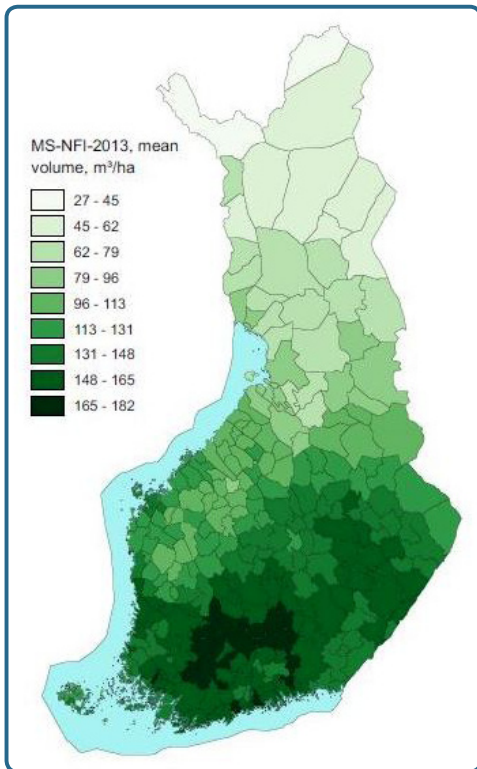 MS-NFI-2013, mean
volume, m³/ha
27 - 45
45 - 62
62 - 79
79 - 96
96 - 113
113 - 131
131 - 148
148 - 165
165 - 182